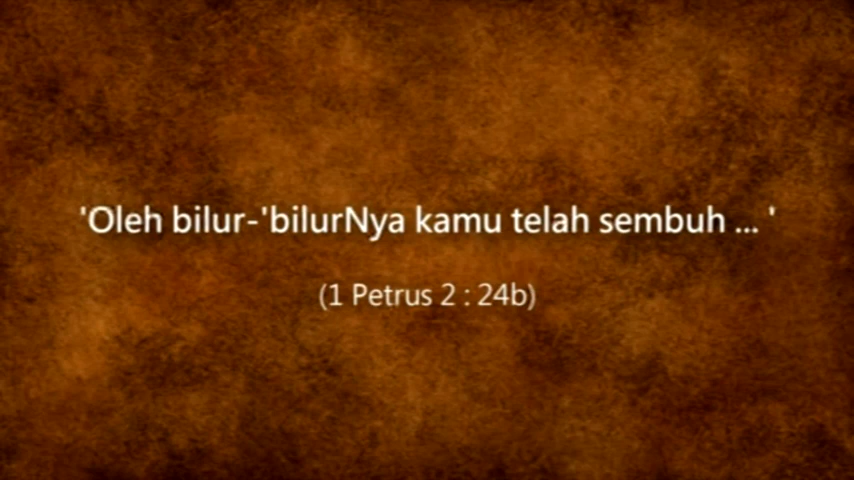 'Oleh bilur-'bilurNya kamu telah sembuh ... '
(1 Petrus 2 : 24b)